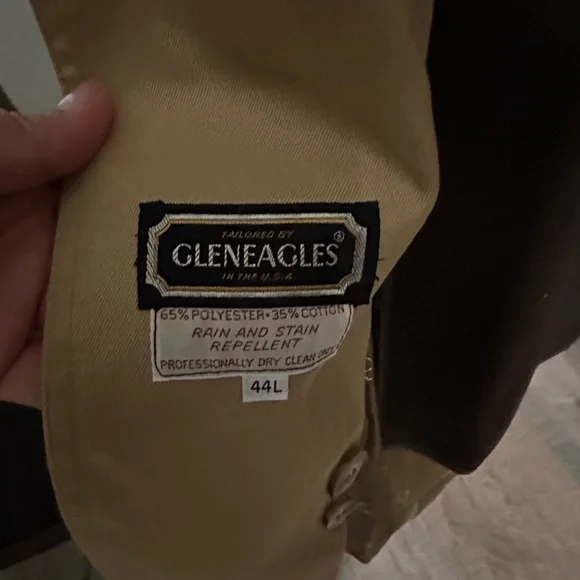 TAILORED BY
GLENEAGLES®
IN THE U.S.A
65% POLYESTER • 35% COTTON
RAIN AND STAIN
REPELLENT
PROFESSIONALLY DRY CLEAN ONLY
44L